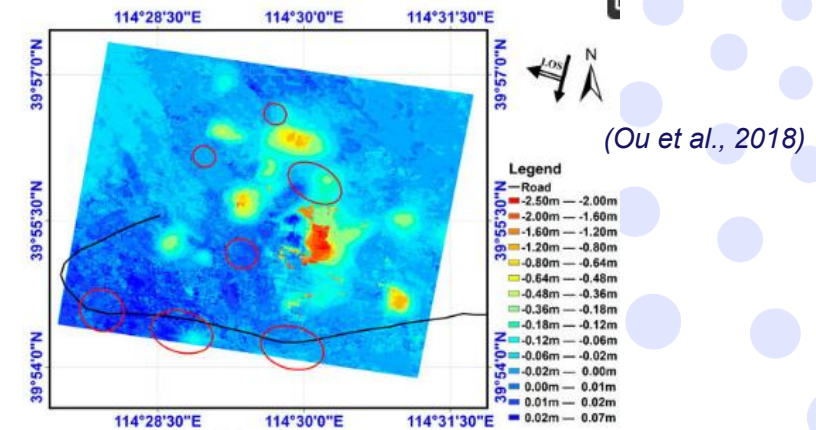 114°28'30"E 114°30'0"E 114°31'30"E
39°57'0"N 39°57'0"N
LOS N
(Ou et al., 2018)
39°55'30"N 39°55'30"N
39°54'0"N 39°54'0"N
Legend
Road
-2.50m — -2.00m
-2.00m — -1.60m
-1.60m — -1.20m
-1.20m — -0.80m
-0.80m — -0.64m
-0.64m — -0.48m
-0.48m — -0.36m
-0.36m — -0.18m
-0.18m — -0.12m
-0.12m — -0.06m
-0.06m — -0.02m
-0.02m — 0.00m
0.00m — 0.01m
0.01m — 0.02m
0.02m — 0.07m
114°28'30"E 114°30'0"E 114°31'30"E